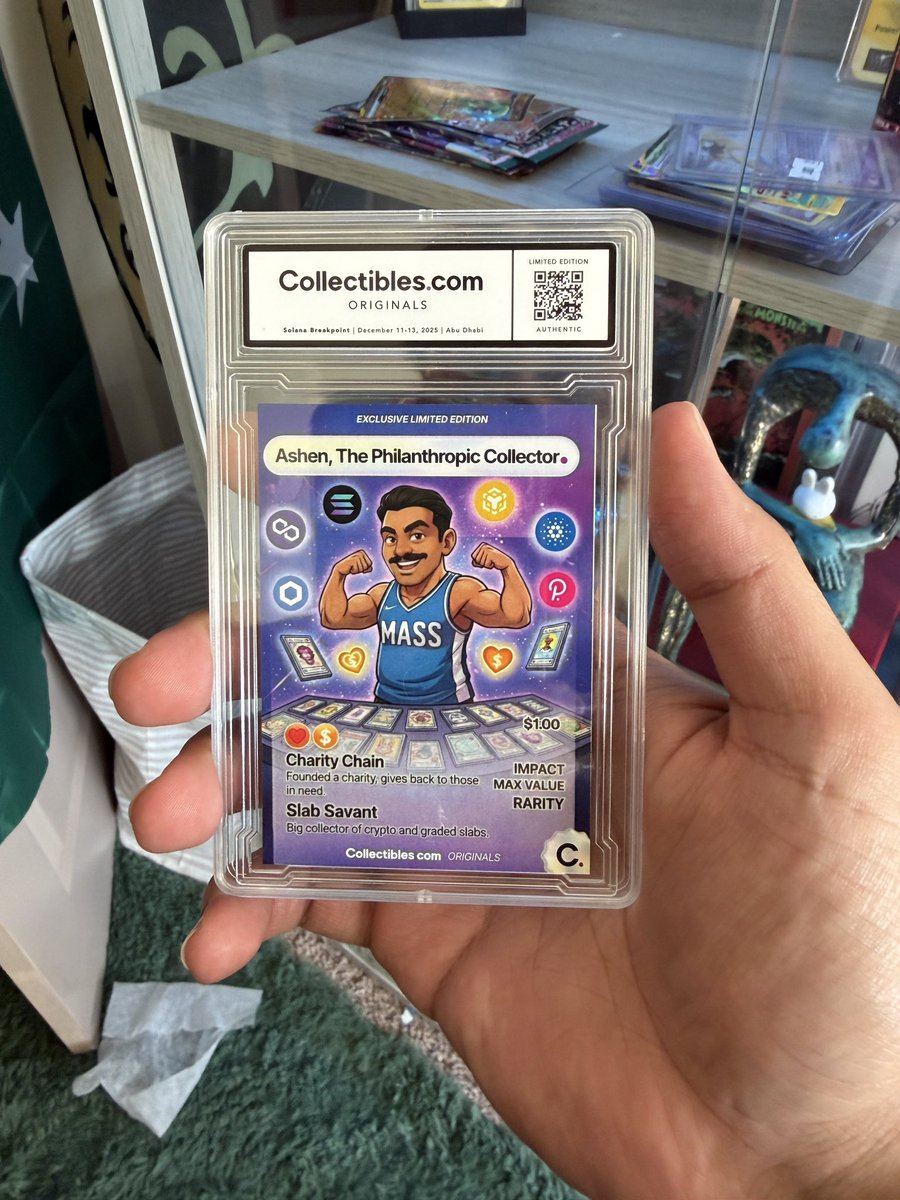 Collectibles.com
ORIGINALS
Solana Breakpoint | December 11-13, 2025 | Abu Dhabi
LIMITED EDITION
AUTHENTIC
EXCLUSIVE LIMITED EDITION
Ashen, The Philanthropic Collector.
MASS
$1.00
Charity Chain
Founded a charity, gives back to those
in need.
IMPACT
MAX VALUE
RARITY
Slab Savant
Big collector of crypto and graded slabs.
Collectibles.com ORIGINALS
C.